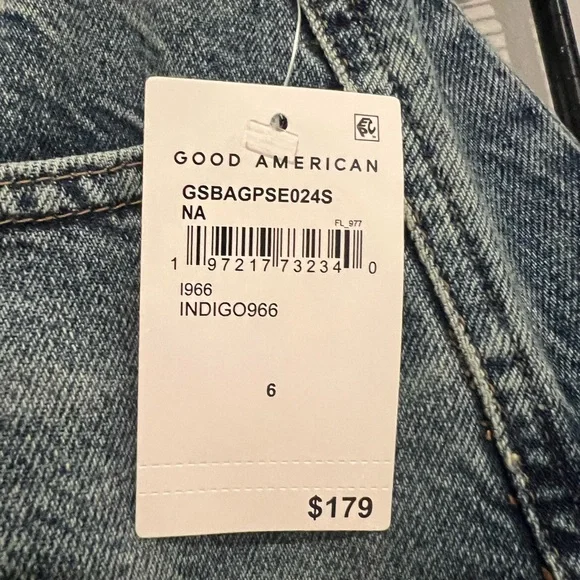 GOOD AMERICAN
GSBAGPSE024S
NA
FL_977
1 97217 73234 0
I966
INDIGO966
6
$179